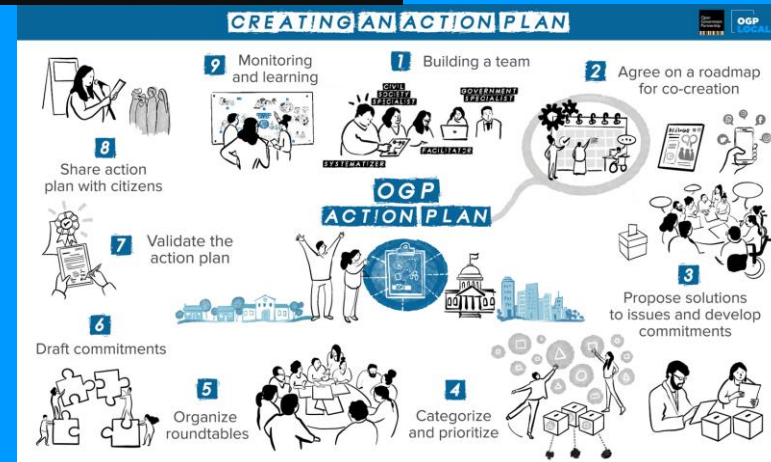 CREATING AN ACTION PLAN
Open
Government
Partnership
OGP
LOCAL
1 Building a team
CIVIL
SOCIETY
SPECIALIST
GOVERNMENT
SPECIALIST
SYSTEMATIZER
FACILITATOR
2 Agree on a roadmap
for co-creation
3
Propose solutions
to issues and develop
commitments
4
Categorize
and prioritize
5
Organize
roundtables
6
Draft commitments
7 Validate the
action plan
8
Share action
plan with citizens
9 Monitoring
and learning
OGP
ACTION PLAN